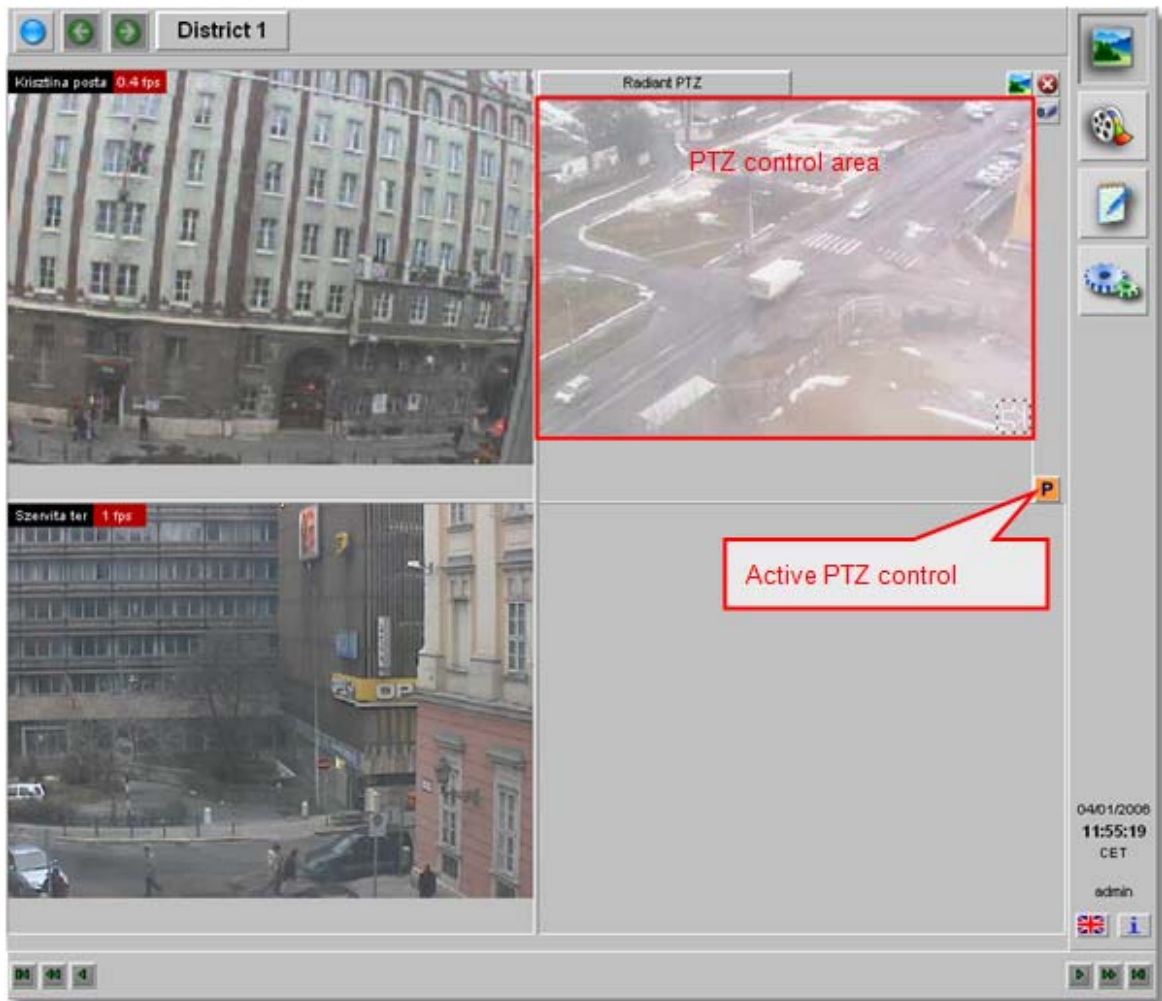 District 1
Krisztina posta 0.4 fps
Radiant PTZ
PTZ control area
P
Szervita ter 1 fps
Active PTZ control
OP
04/01/2006
11:55:19
CET
admin
i